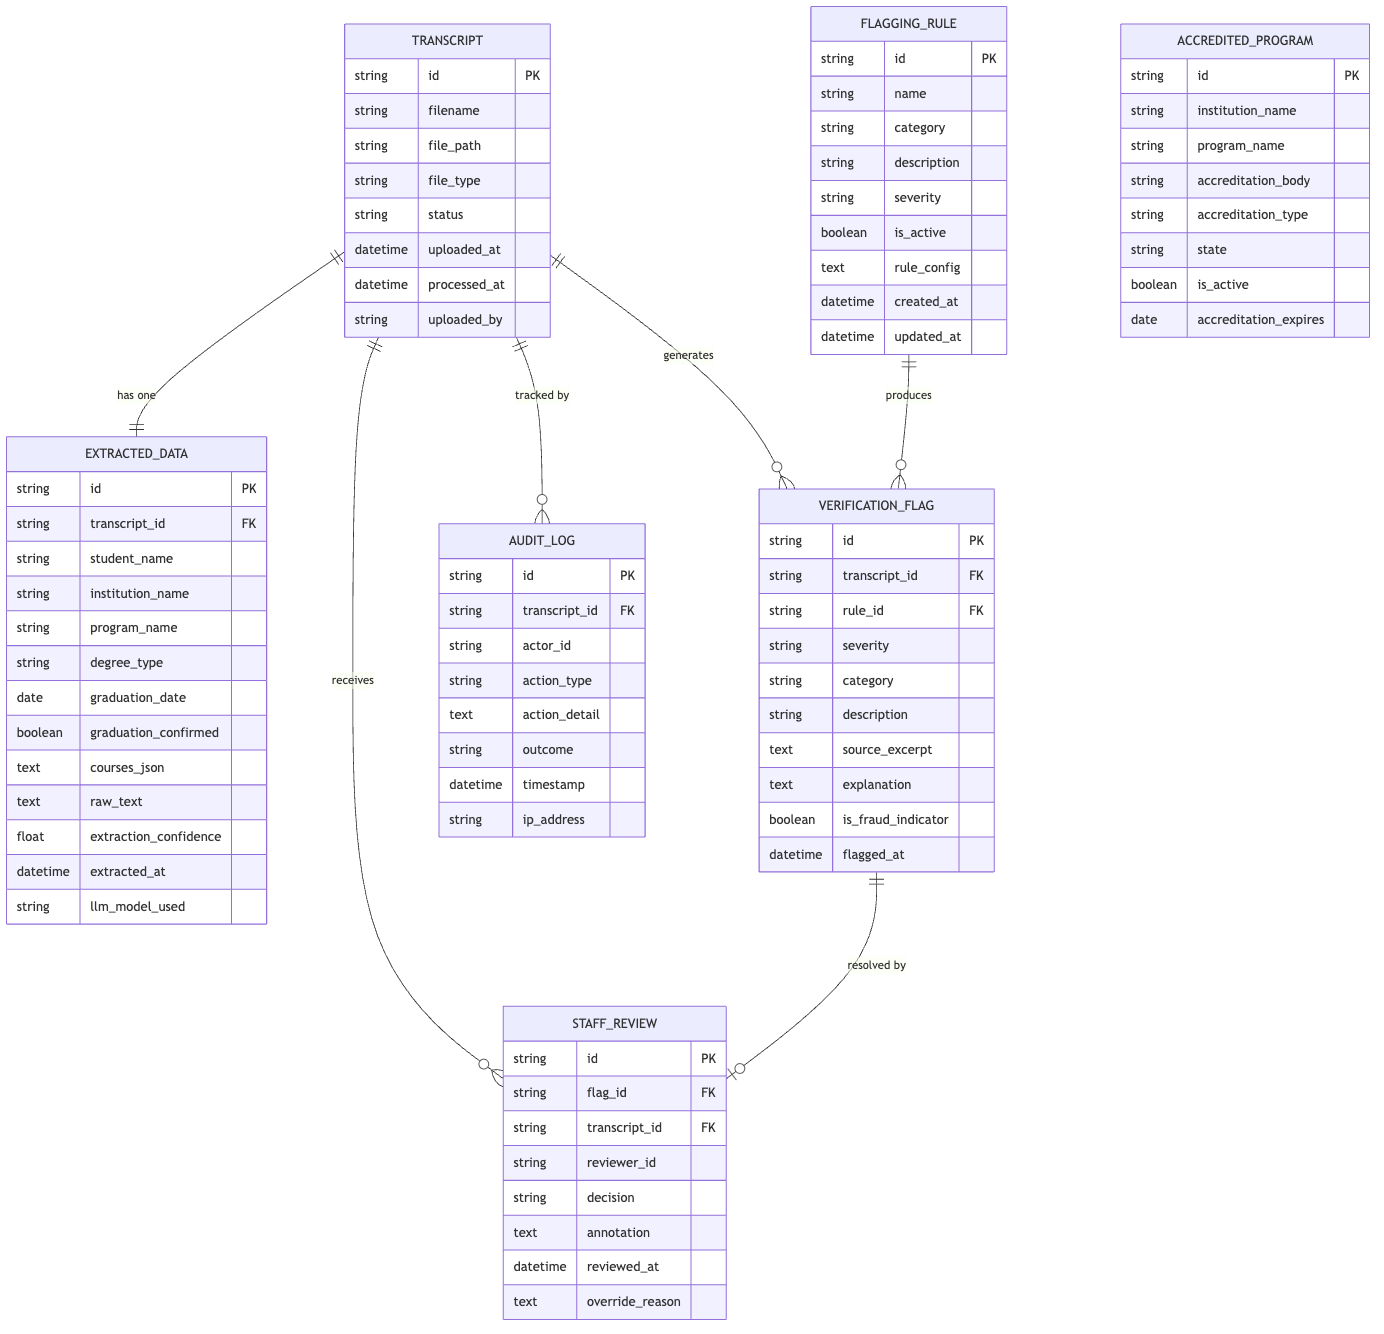 TRANSCRIPT
string id PK
string filename
string file_path
string file_type
string status
datetime uploaded_at
datetime processed_at
string uploaded_by
FLAGGING_RULE
string id PK
string name
string category
string description
string severity
boolean is_active
text rule_config
datetime created_at
datetime updated_at
ACCREDITED_PROGRAM
string id PK
string institution_name
string program_name
string accreditation_body
string accreditation_type
string state
boolean is_active
date accreditation_expires
generates
has one
tracked by
produces
EXTRACTED_DATA
string id PK
string transcript_id FK
string student_name
string institution_name
string program_name
string degree_type
date graduation_date
boolean graduation_confirmed
text courses_json
text raw_text
float extraction_confidence
datetime extracted_at
string llm_model_used
receives
AUDIT_LOG
string id PK
string transcript_id FK
string actor_id
string action_type
text action_detail
string outcome
datetime timestamp
string ip_address
VERIFICATION_FLAG
string id PK
string transcript_id FK
string rule_id FK
string severity
string category
string description
text source_excerpt
text explanation
boolean is_fraud_indicator
datetime flagged_at
resolved by
STAFF_REVIEW
string id PK
string flag_id FK
string transcript_id FK
string reviewer_id
string decision
text annotation
datetime reviewed_at
text override_reason